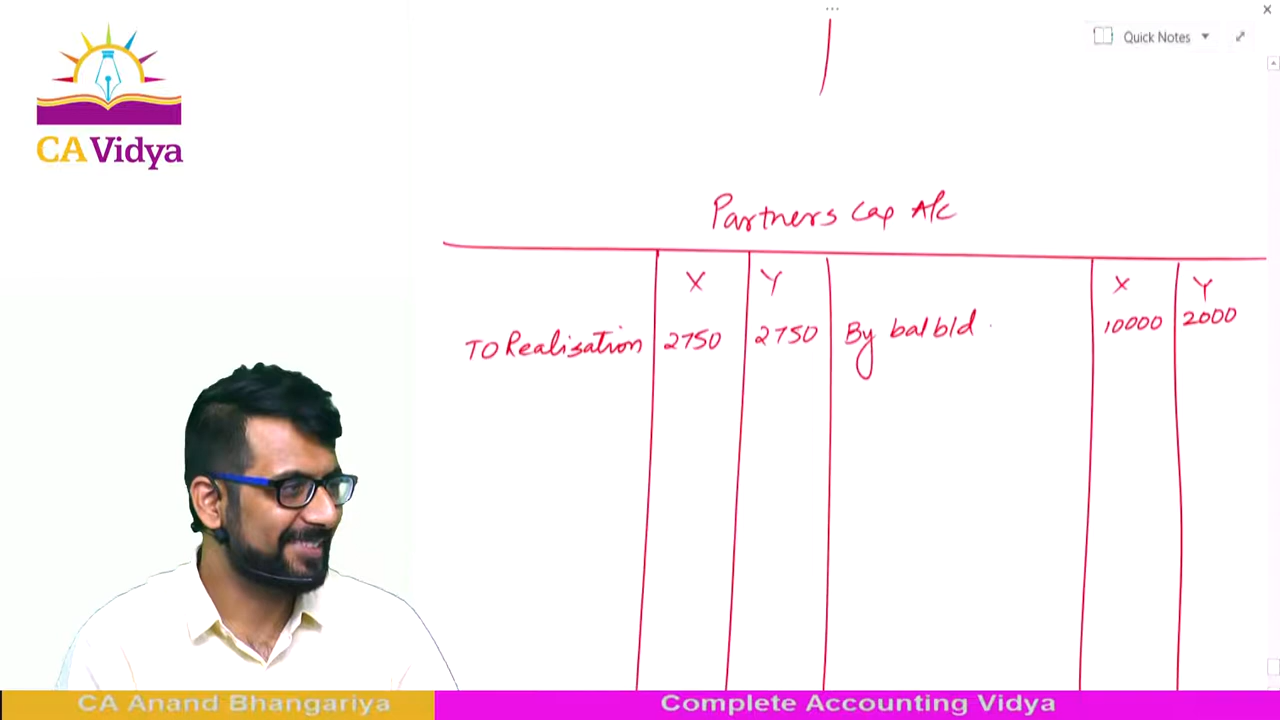 CA Vidya
Quick Notes
Partners Cap A/c
X Y X Y
TO Realisation 2750 2750 By bal b/d 10000 2000
CA Anand Bhangariya
Complete Accounting Vidya